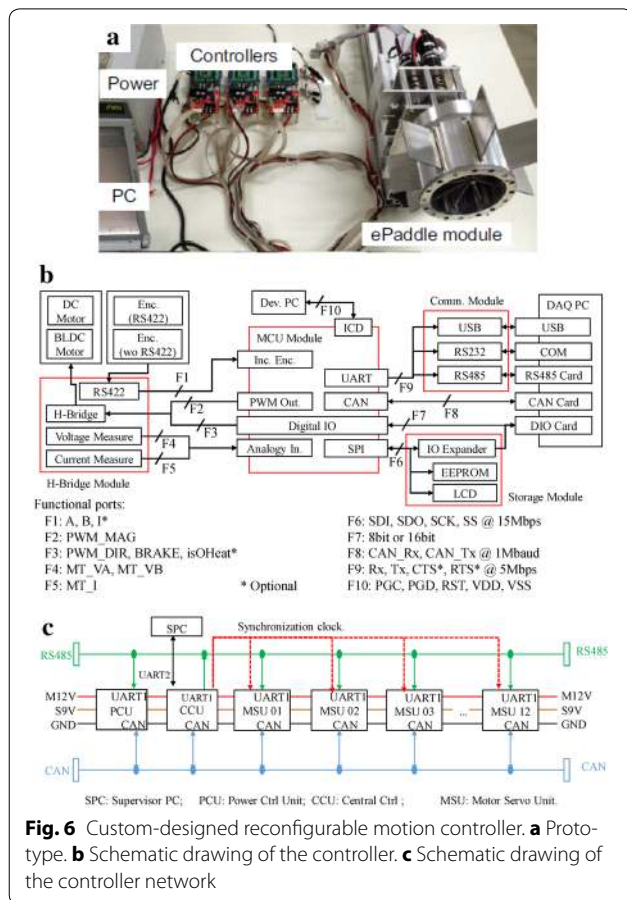 a
Controllers
Power
PC
ePaddle module
b
DC Motor
BLDC Motor
Enc. (RS422)
Enc. (wo RS422)
Dev. PC
F10
ICD
MCU Module
Comm. Module
DAQ PC
RS422
F1
Inc. Enc.
USB
USB
RS232
COM
UART
F9
RS485
RS485 Card
H-Bridge
F2
PWM Out.
CAN
F8
CAN Card
Voltage Measure
F3
Digital IO
F7
DIO Card
Current Measure
F4
F5
Analogy In.
SPI
F6
IO Expander
EEPROM
LCD
H-Bridge Module
Storage Module
Functional ports:
F1: A, B, I*
F2: PWM_MAG
F3: PWM_DIR, BRAKE, isOHeat*
F4: MT_VA, MT_VB
F5: MT_I
* Optional
F6: SDI, SDO, SCK, SS @ 15Mbps
F7: 8bit or 16bit
F8: CAN_Rx, CAN_Tx @ 1Mbaud
F9: Rx, Tx, CTS*, RTS* @ 5Mbps
F10: PGC, PGD, RST, VDD, VSS
c
SPC
Synchronization clock.
RS485
RS485
UART2
M12V
S9V
GND
UART1 PCU CAN
UART1 CCU CAN
UART1 MSU 01 CAN
UART1 MSU 02 CAN
UART1 MSU 03 CAN
...
UART1 MSU 12 CAN
M12V
S9V
GND
CAN
CAN
SPC: Supervisor PC; PCU: Power Ctrl Unit; CCU: Central Ctrl ; MSU: Motor Servo Unit.
Fig. 6 Custom-designed reconfigurable motion controller. a Proto-
type. b Schematic drawing of the controller. c Schematic drawing of
the controller network